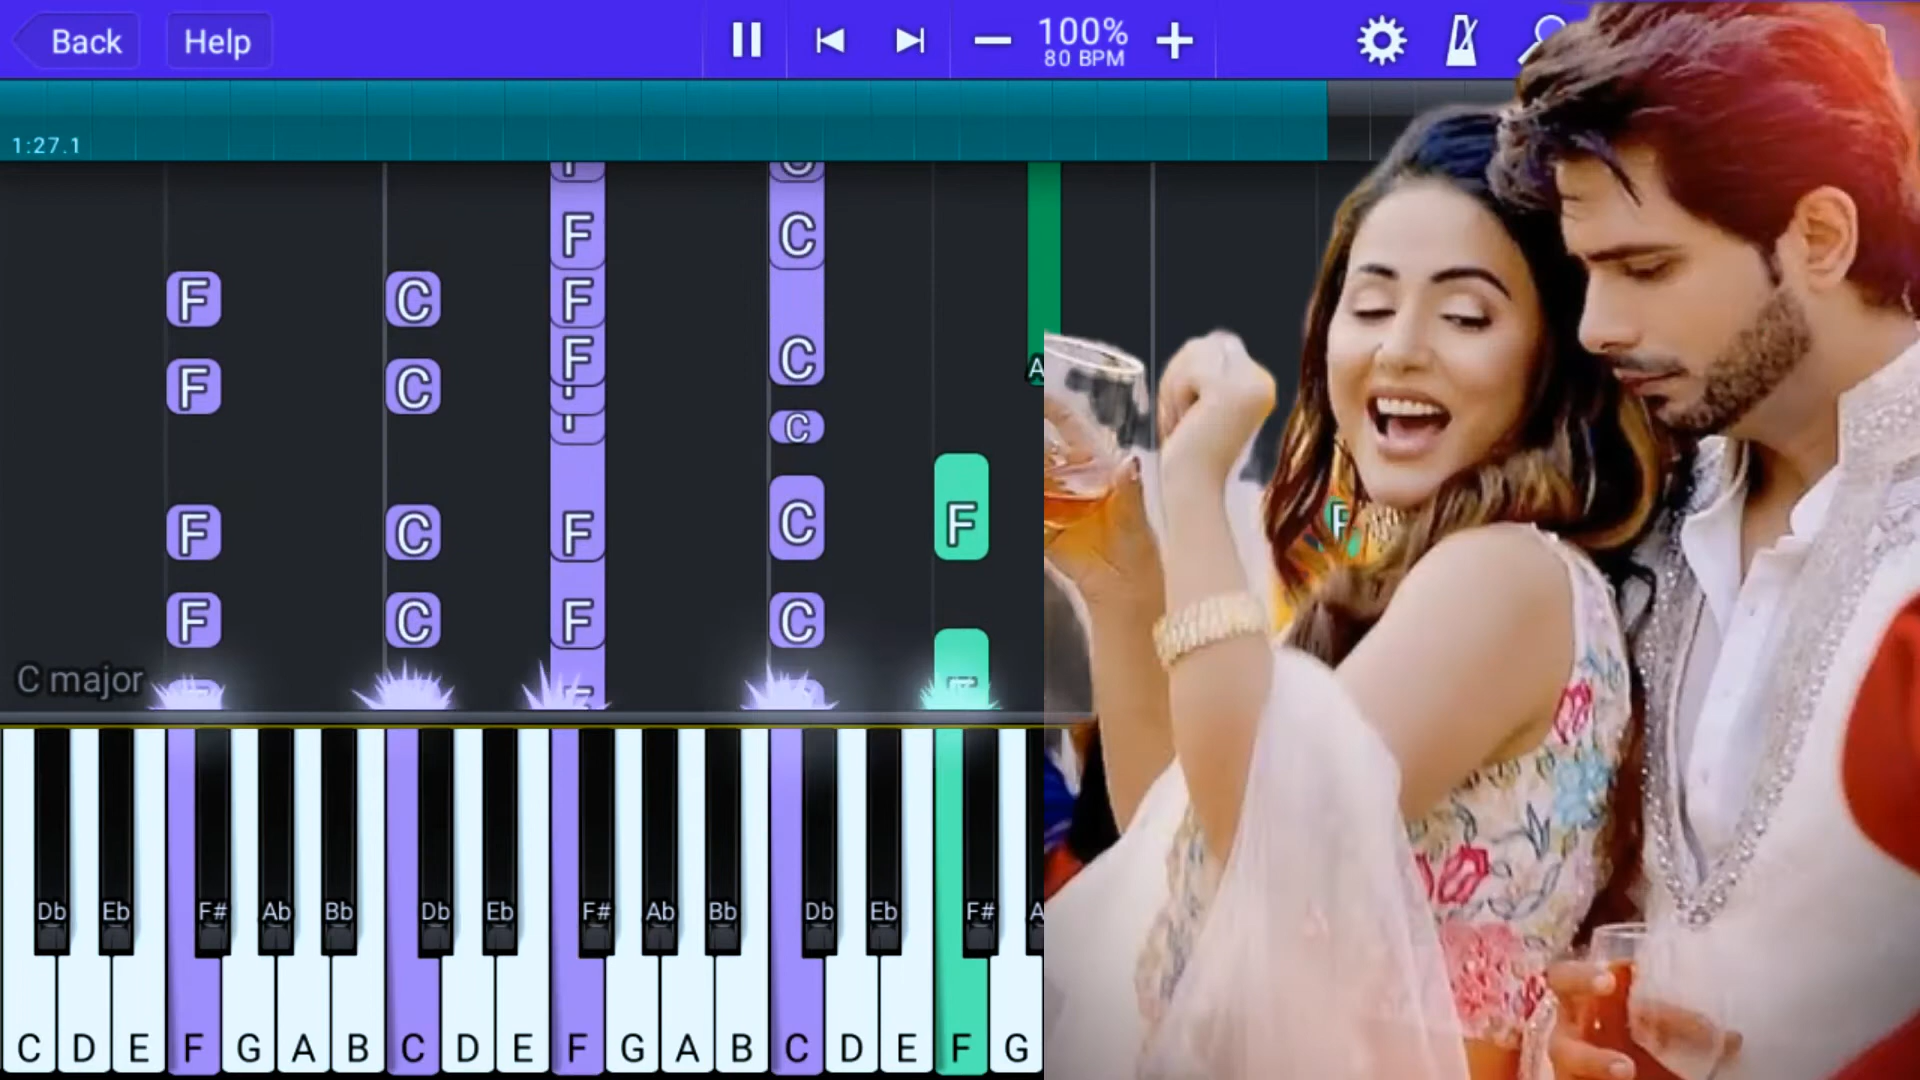 Back Help 100%
80 BPM
1:27.1
F C
F C F C
F C F C
A
F C C
F C F C F
F C F C
C major
Db Eb F# Ab Bb Db Eb F# Ab Bb Db Eb F# A
C D E F G A B C D E F G A B C D E F G